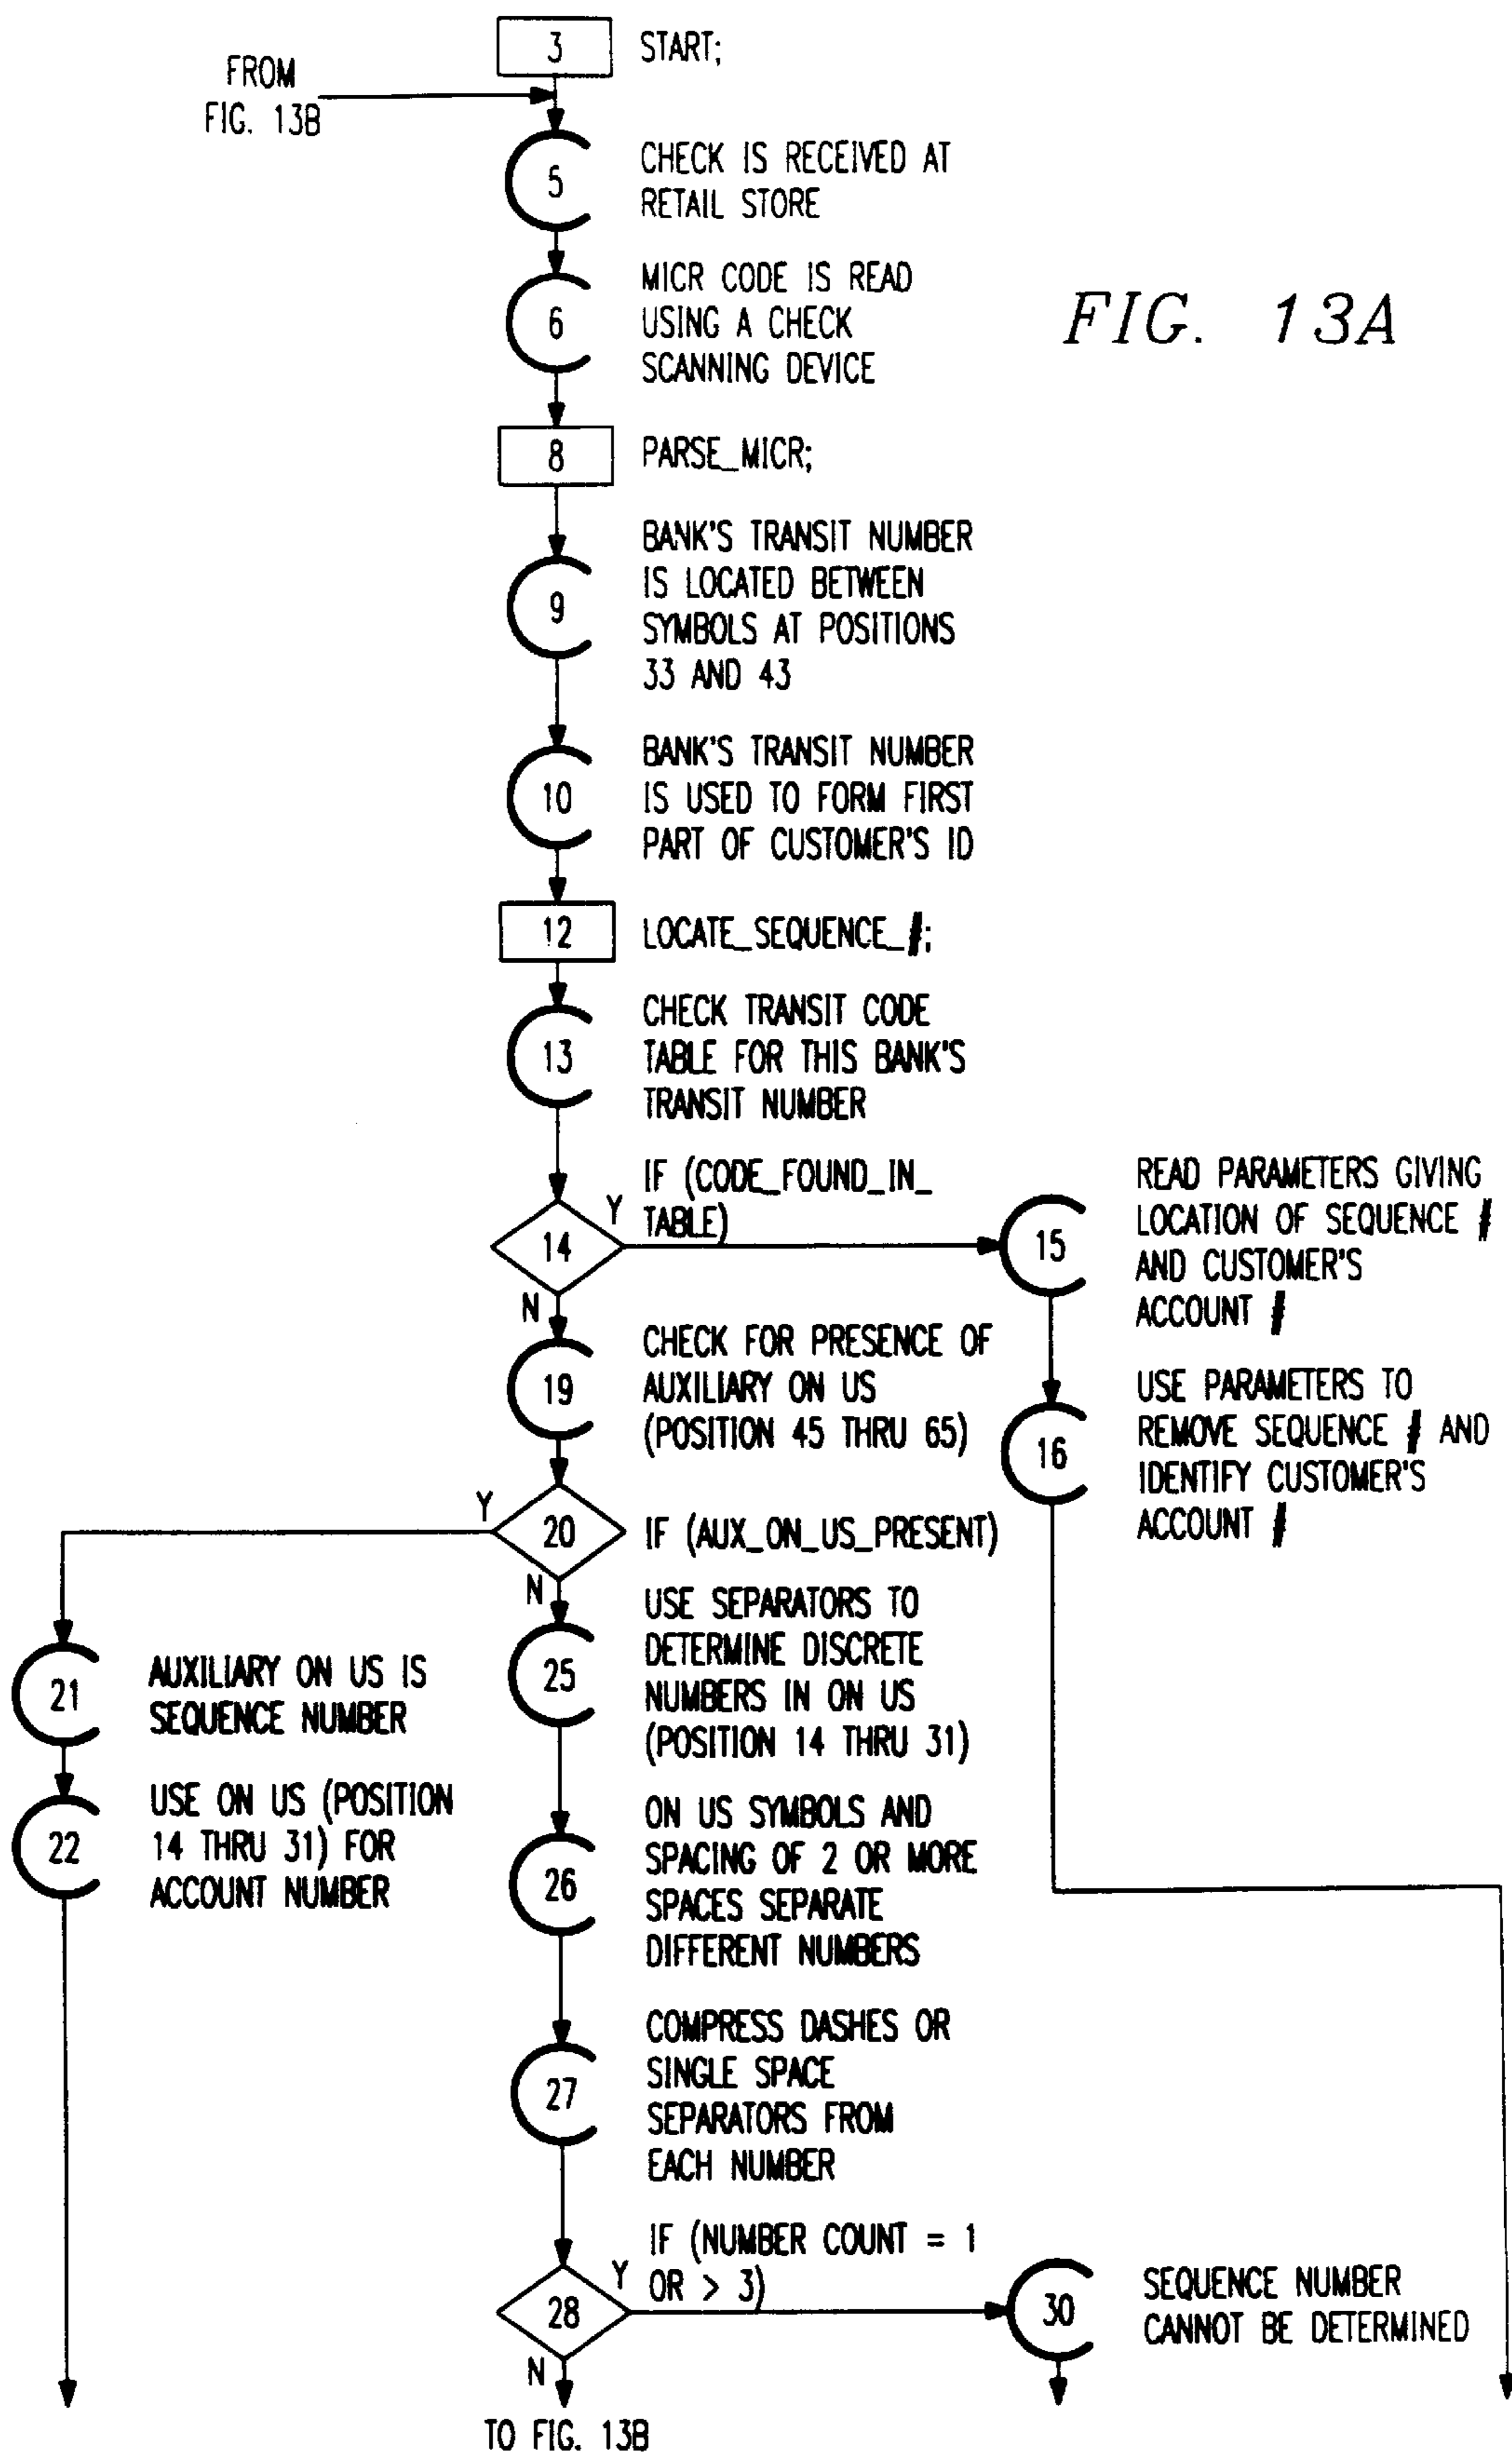 3 START;
FROM
FIG. 13B
5
CHECK IS RECEIVED AT
RETAIL STORE
6
MICR CODE IS READ
USING A CHECK
SCANNING DEVICE
FIG. 13A
8 PARSE_MICR;
9
BANK'S TRANSIT NUMBER
IS LOCATED BETWEEN
SYMBOLS AT POSITIONS
33 AND 43
10
BANK'S TRANSIT NUMBER
IS USED TO FORM FIRST
PART OF CUSTOMER'S ID
12 LOCATE_SEQUENCE_#;
13
CHECK TRANSIT CODE
TABLE FOR THIS BANK'S
TRANSIT NUMBER
14
Y
N
IF (CODE_FOUND_IN_
TABLE)
15
READ PARAMETERS GIVING
LOCATION OF SEQUENCE #
AND CUSTOMER'S
ACCOUNT #
16
USE PARAMETERS TO
REMOVE SEQUENCE # AND
IDENTIFY CUSTOMER'S
ACCOUNT #
19
CHECK FOR PRESENCE OF
AUXILIARY ON US
(POSITION 45 THRU 65)
20
Y
N
IF (AUX_ON_US_PRESENT)
21
AUXILIARY ON US IS
SEQUENCE NUMBER
22
USE ON US (POSITION
14 THRU 31) FOR
ACCOUNT NUMBER
25
USE SEPARATORS TO
DETERMINE DISCRETE
NUMBERS IN ON US
(POSITION 14 THRU 31)
26
ON US SYMBOLS AND
SPACING OF 2 OR MORE
SPACES SEPARATE
DIFFERENT NUMBERS
27
COMPRESS DASHES OR
SINGLE SPACE
SEPARATORS FROM
EACH NUMBER
28
Y
N
IF (NUMBER COUNT = 1
OR > 3)
30
SEQUENCE NUMBER
CANNOT BE DETERMINED
TO FIG. 13B